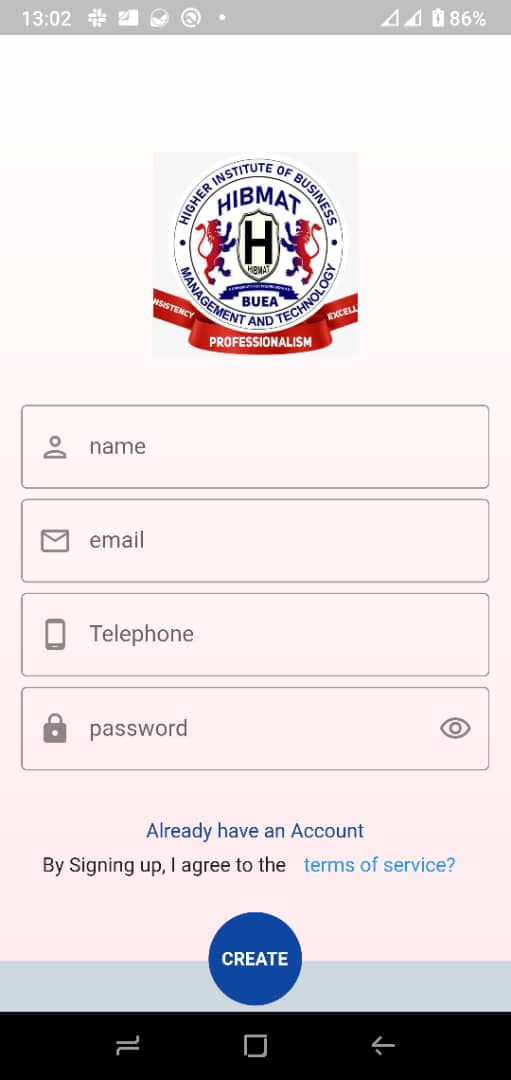 13:02
86%
HIGHER INSTITUTE OF BUSINESS
HIBMAT
H
HIBMAT
BUEA
MANAGEMENT AND TECHNOLOGY
NSISTENCY
EXCELL
PROFESSIONALISM
name
email
Telephone
password
Already have an Account
By Signing up, I agree to the terms of service?
CREATE